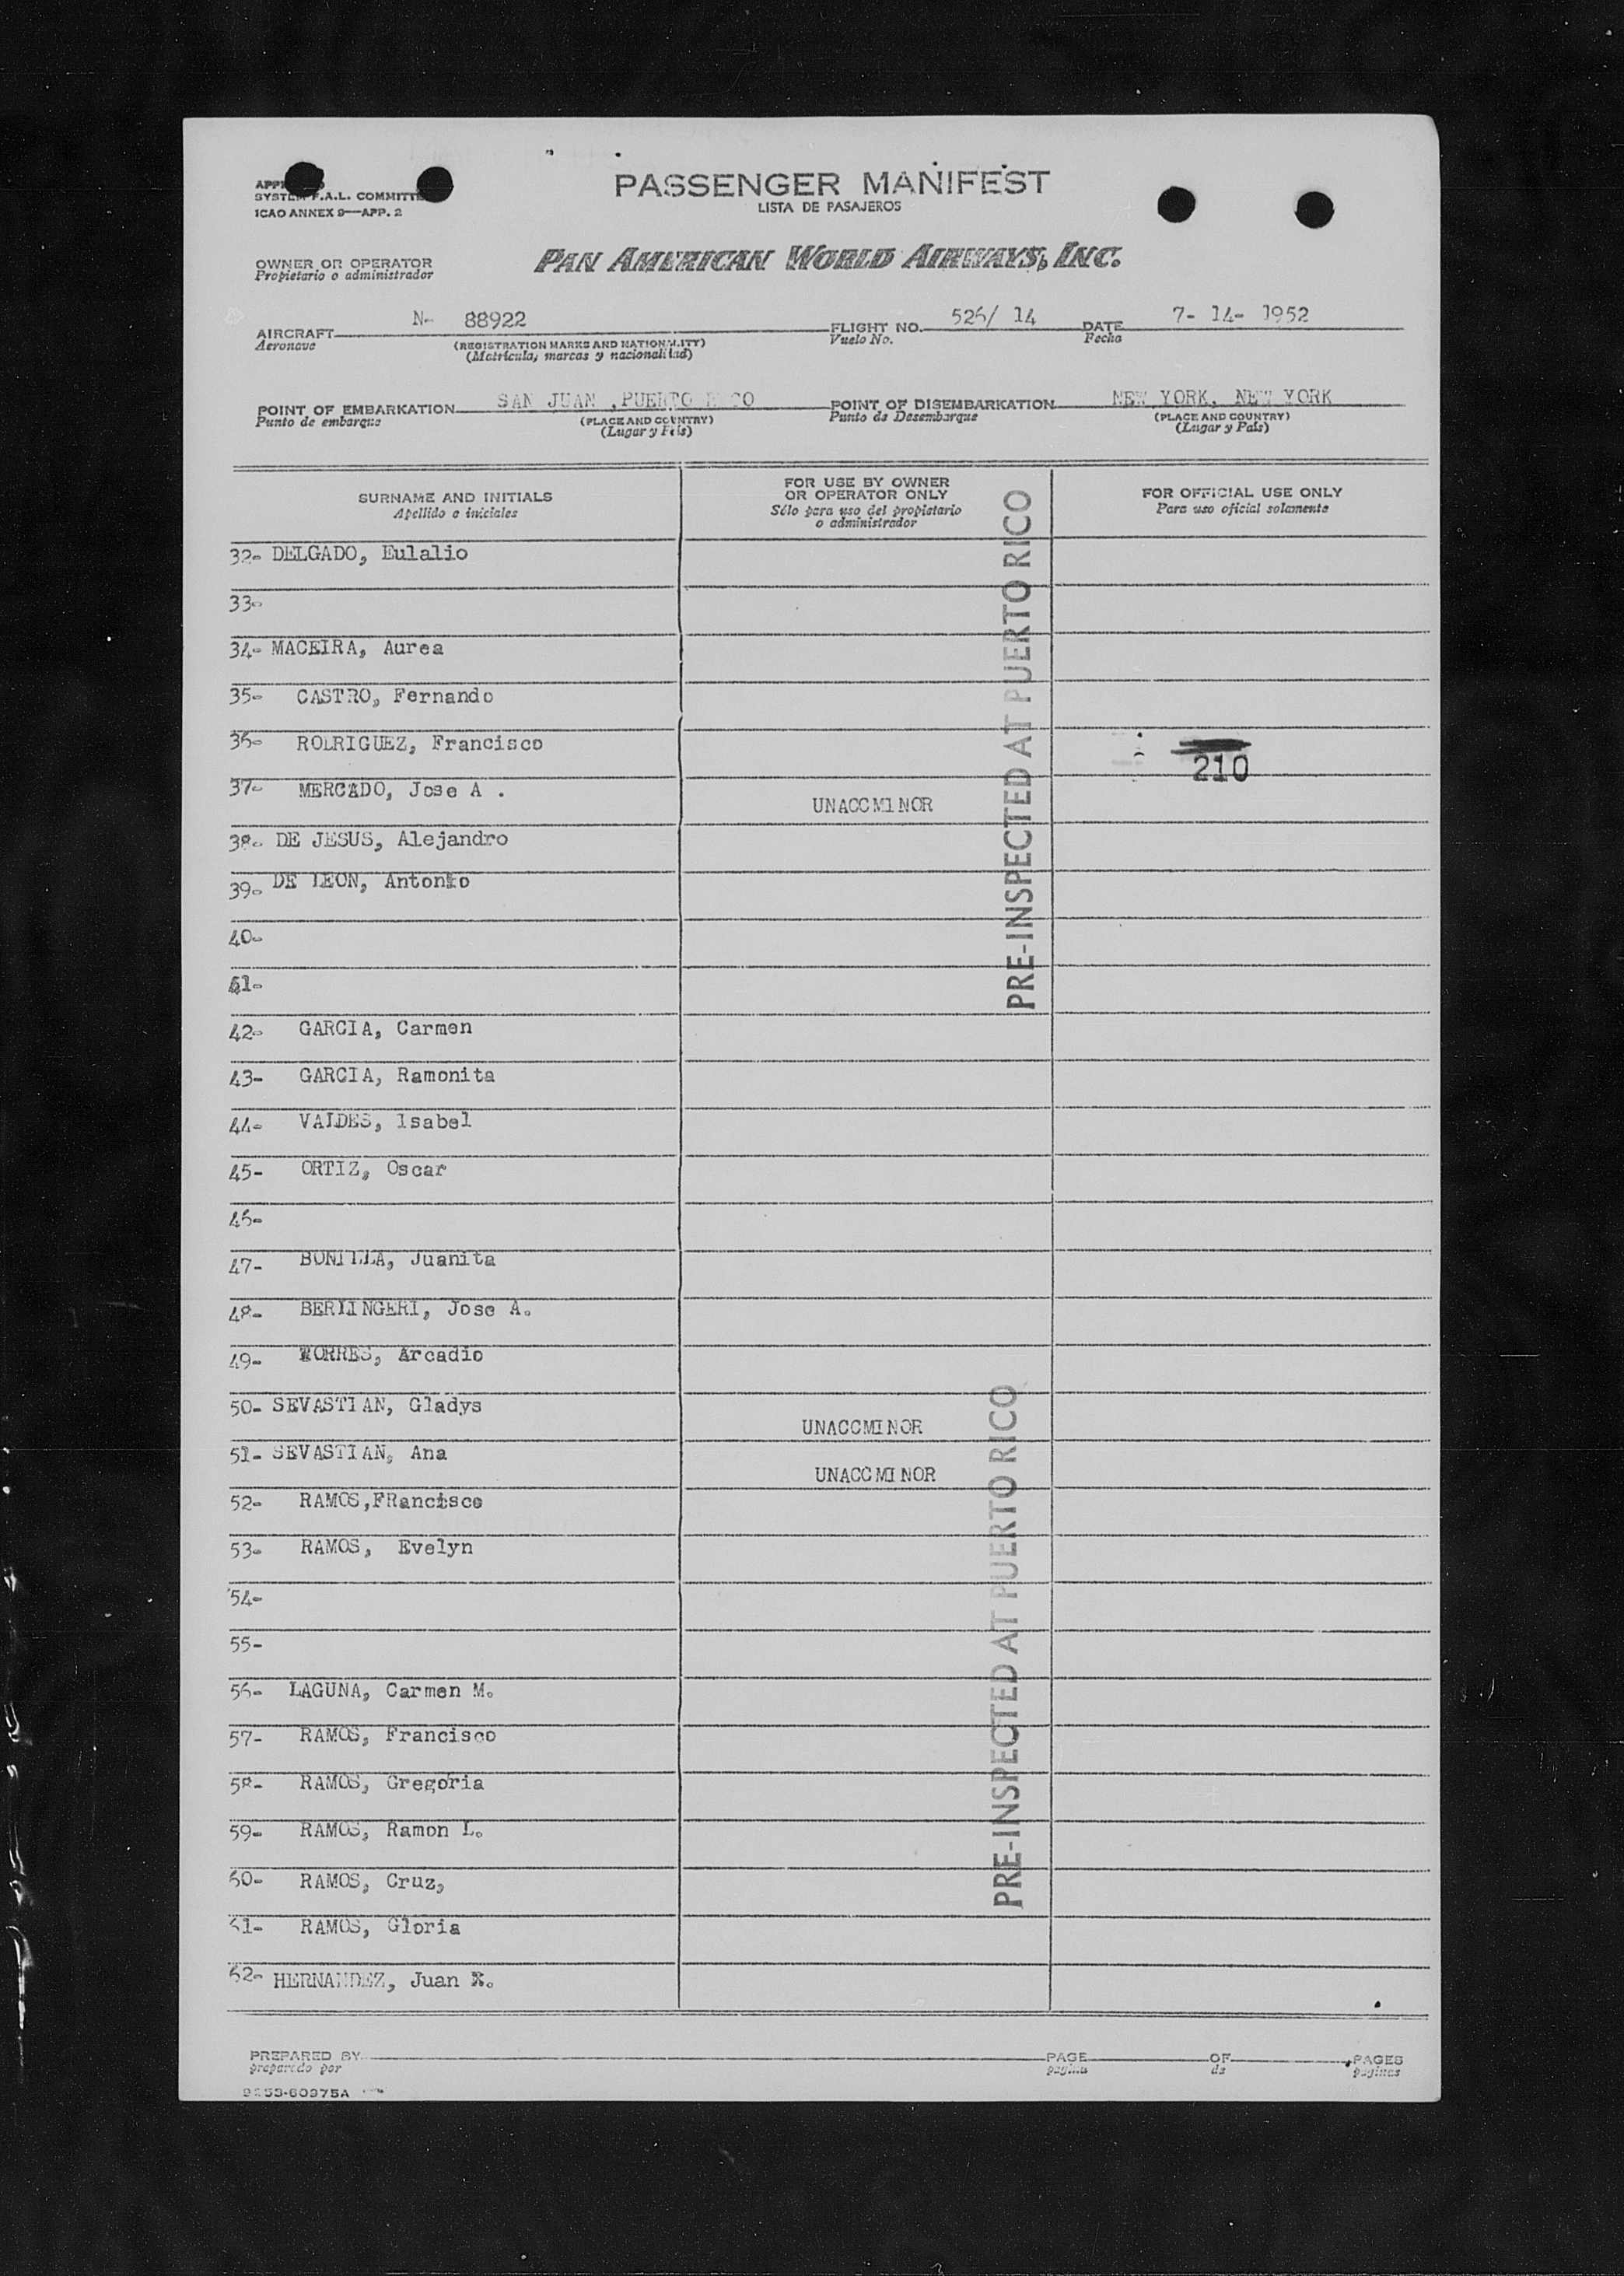 PASSENGER MANIFEST
LISTA DE PASAJEROS
SYSTEM F.A.L. COMMITTE
ICAO ANNEX 9—APP. 2
OWNER OR OPERATOR
Propietario o administrador
PAN AMERICAN WORLD AIRWAYS, INC.
AIRCRAFT N- 88922 FLIGHT NO. 526/ 14 DATE 7- 14- 1952
Aeronave (REGISTRATION MARKS AND NATIONALITY) Vuelo No. Fecha
(Matrícula, marcas y nacionalidad)
POINT OF EMBARKATION SAN JUAN ,PUERTO RICO POINT OF DISEMBARKATION NEW YORK, NEW YORK
Punto de embarque (PLACE AND COUNTRY) Punto de Desembarque (PLACE AND COUNTRY)
(Lugar y País) (Lugar y País)
SURNAME AND INITIALS FOR USE BY OWNER OR OPERATOR ONLY FOR OFFICIAL USE ONLY
Apellido o iniciales Sólo para uso del propietario o administrador Para uso oficial solamente
32- DELGADO, Eulalio
33-
34- MACEIRA, Aurea
35- CASTRO, Fernando
36- RODRIGUEZ, Francisco
210
37- MERCADO, Jose A . UNACCMINOR
38- DE JESUS, Alejandro
39- DE LEON, Antonio
40-
41-
42- GARCIA, Carmen
43- GARCIA, Ramonita
44- VALDES, Isabel
45- ORTIZ, Oscar
46-
47- BONILLA, Juanita
48- BERLINGERI, Jose A.
49- TORRES, Arcadio
50- SEVASTIAN, Gladys UNACCMINOR
51- SEVASTIAN, Ana UNACCMINOR
52- RAMOS,FRancisco
53- RAMOS, Evelyn
54-
55-
56- LAGUNA, Carmen M.
57- RAMOS, Francisco
58- RAMOS, Gregoria
59- RAMOS, Ramon L.
60- RAMOS, Cruz,
61- RAMOS, Gloria
62- HERNANDEZ, Juan
PRE-INSPECTED AT PUERTO RICO
PRE-INSPECTED AT PUERTO RICO
PREPARED BY PAGE OF PAGES
preparado por pagina de paginas